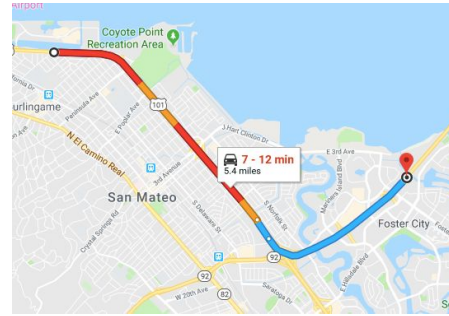 Airport
Coyote Point
Recreation Area
urlingame
Peninsula Ave
E Poplar Ave
101
N El Camino Real
J Hart Clinton Dr
E 3rd Ave
7 - 12 min
5.4 miles
3rd Avenue
Mariners Island Blvd
San Mateo
S Delaware St
S Norfolk St
Foster City
Crystal Springs Rd
92
E Hillsdale Blvd
92
W 20th Ave
82
Saratoga Dr